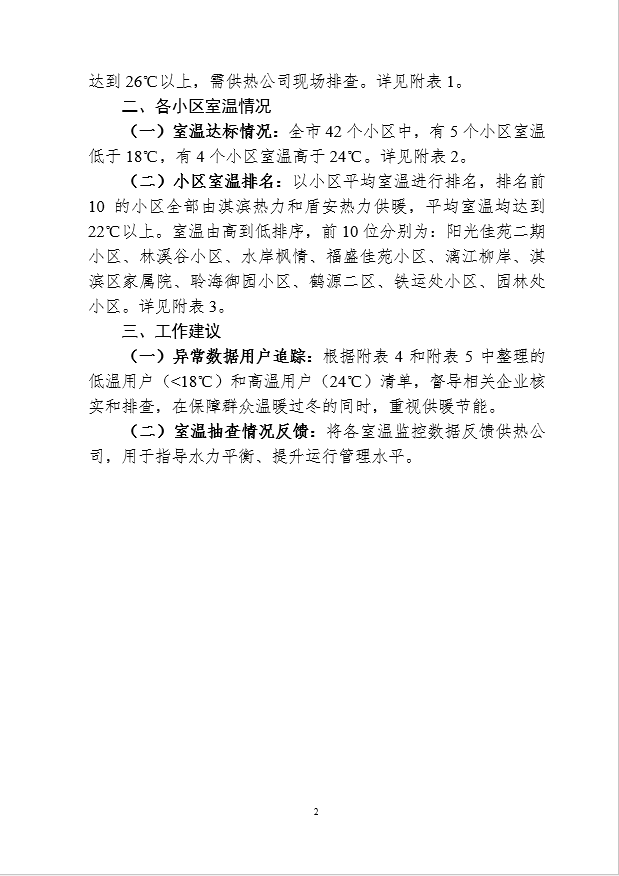 达到26℃以上，需供热公司现场排查。详见附表1。
二、各小区室温情况
（一）室温达标情况：全市42个小区中，有5个小区室温
低于18℃，有4个小区室温高于24℃。详见附表2。
（二）小区室温排名：以小区平均室温进行排名，排名前
10 的小区全部由淇滨热力和盾安热力供暖，平均室温均达到
22℃以上。室温由高到低排序，前10位分别为：阳光佳苑二期
小区、林溪谷小区、水岸枫情、福盛佳苑小区、漓江柳岸、淇
滨区家属院、聆海御园小区、鹤源二区、铁运处小区、园林处
小区。详见附表3。
三、工作建议
（一）异常数据用户追踪：根据附表4和附表5中整理的
低温用户（<18℃）和高温用户（24℃）清单，督导相关企业核
实和排查，在保障群众温暖过冬的同时，重视供暖节能。
（二）室温抽查情况反馈：将各室温监控数据反馈供热公
司，用于指导水力平衡、提升运行管理水平。
2